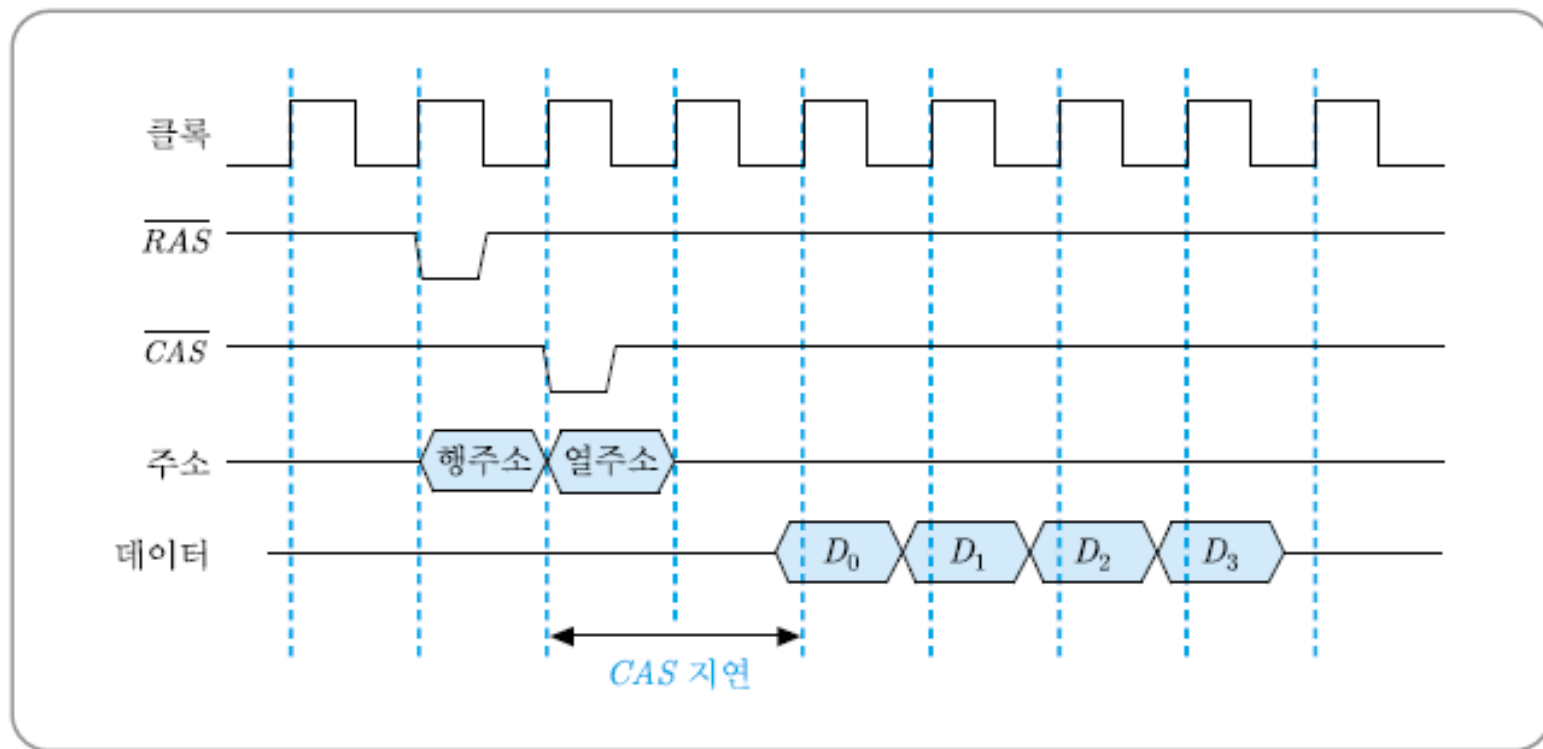 클록
RAS
CAS
주소 행주소 열주소
데이터 D₀ D₁ D₂ D₃
CAS 지연